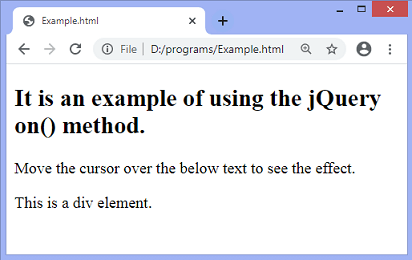 Example.html
File | D:/programs/Example.html
It is an example of using the jQuery
on() method.
Move the cursor over the below text to see the effect.
This is a div element.